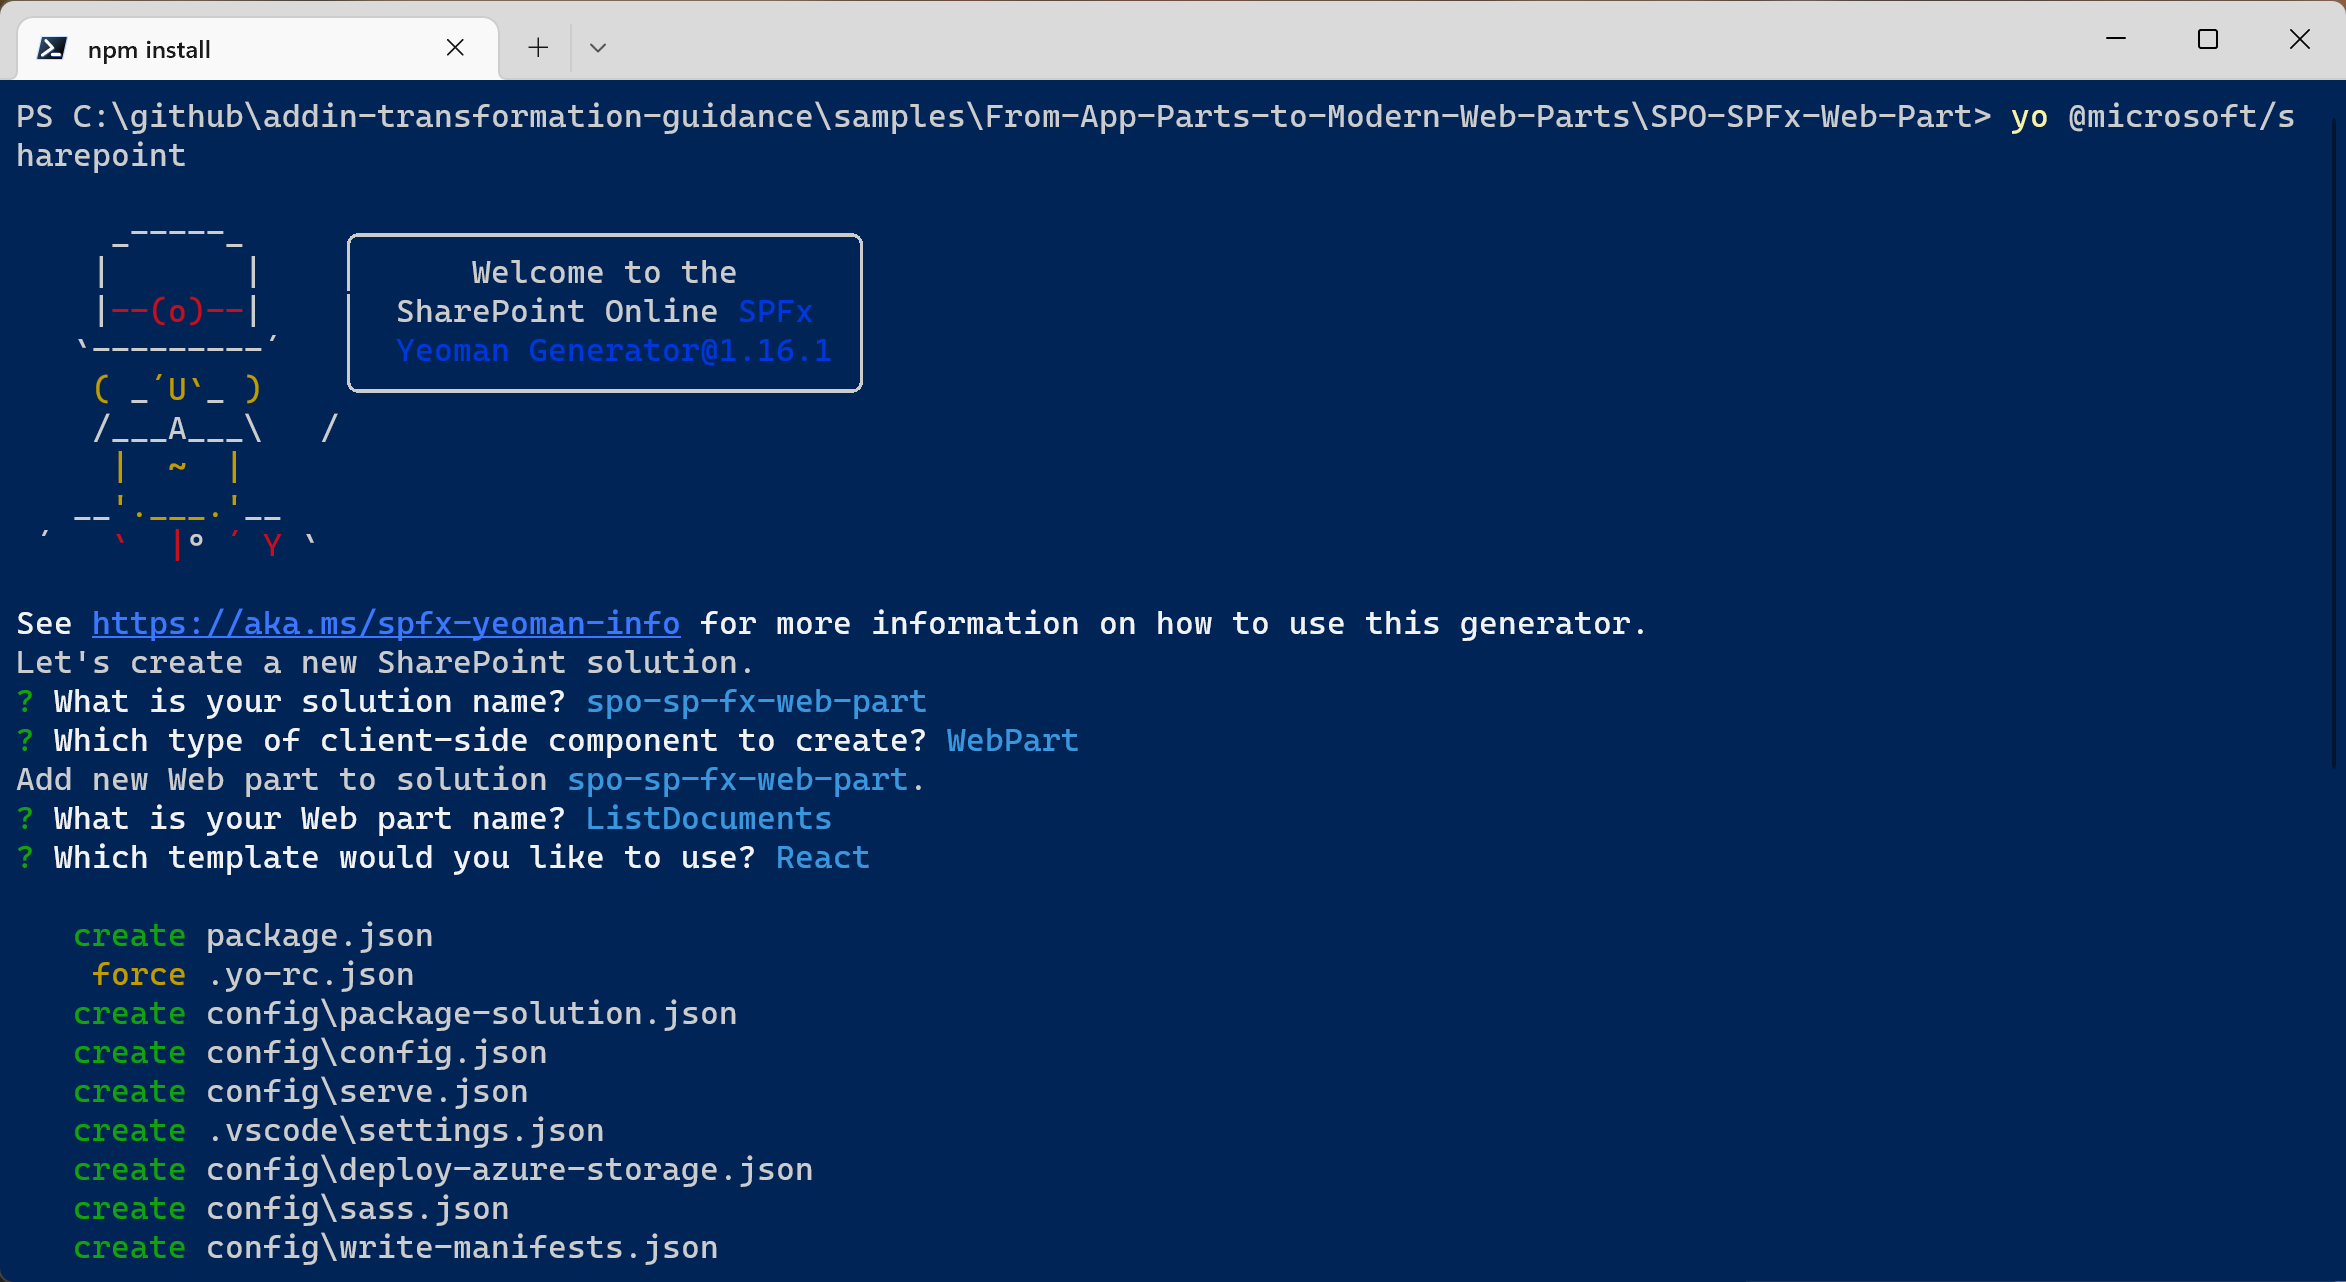 npm install
PS C:\github\addin-transformation-guidance\samples\From-App-Parts-to-Modern-Web-Parts\SPO-SPFx-Web-Part> yo @microsoft/s
harepoint
     _-----_
    |       |
    |--(o)--|
   `---------´
    ( _´U`_ )
    /___A___\   /
     |  ~  |
   __'.___.'__
 ´   `  |° ´ Y `
Welcome to the
SharePoint Online SPFx
Yeoman Generator@1.16.1
See https://aka.ms/spfx-yeoman-info for more information on how to use this generator.
Let's create a new SharePoint solution.
? What is your solution name? spo-sp-fx-web-part
? Which type of client-side component to create? WebPart
Add new Web part to solution spo-sp-fx-web-part.
? What is your Web part name? ListDocuments
? Which template would you like to use? React
create package.json
force .yo-rc.json
create config\package-solution.json
create config\config.json
create config\serve.json
create .vscode\settings.json
create config\deploy-azure-storage.json
create config\sass.json
create config\write-manifests.json